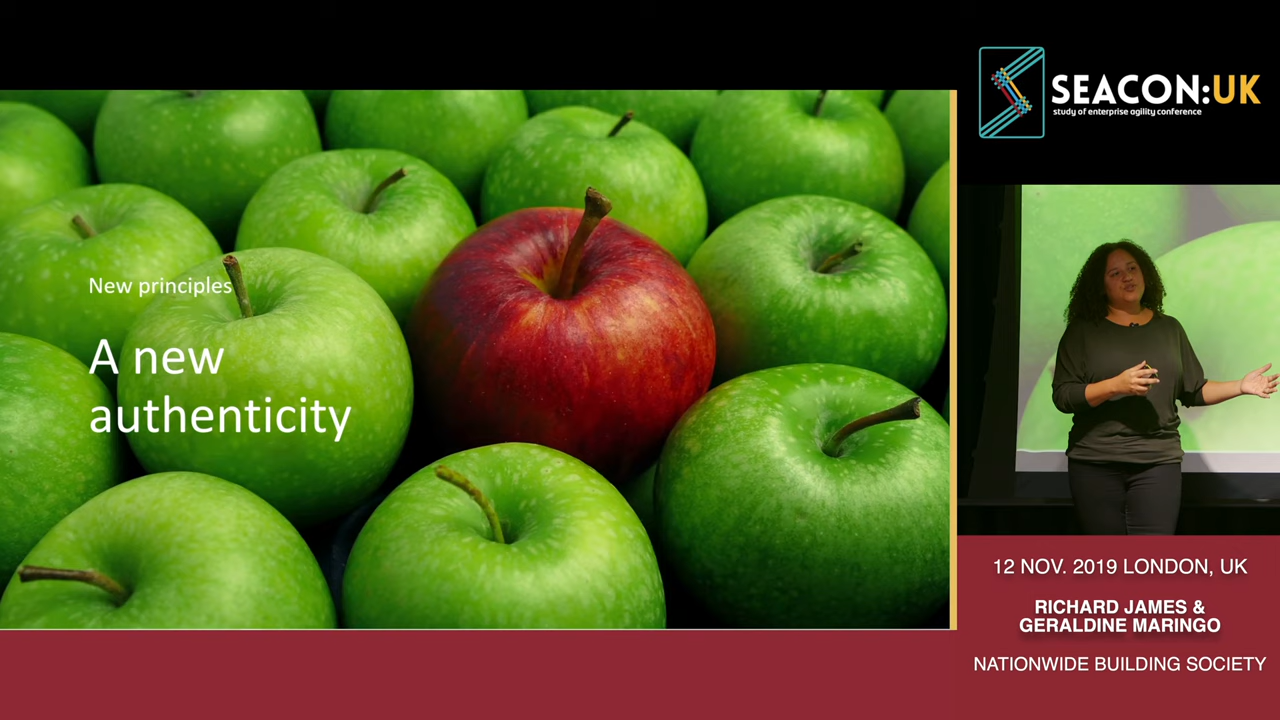 New principles
A new
authenticity
SEACON:UK
study of enterprise agility conference
12 NOV. 2019 LONDON, UK
RICHARD JAMES &
GERALDINE MARINGO
NATIONWIDE BUILDING SOCIETY